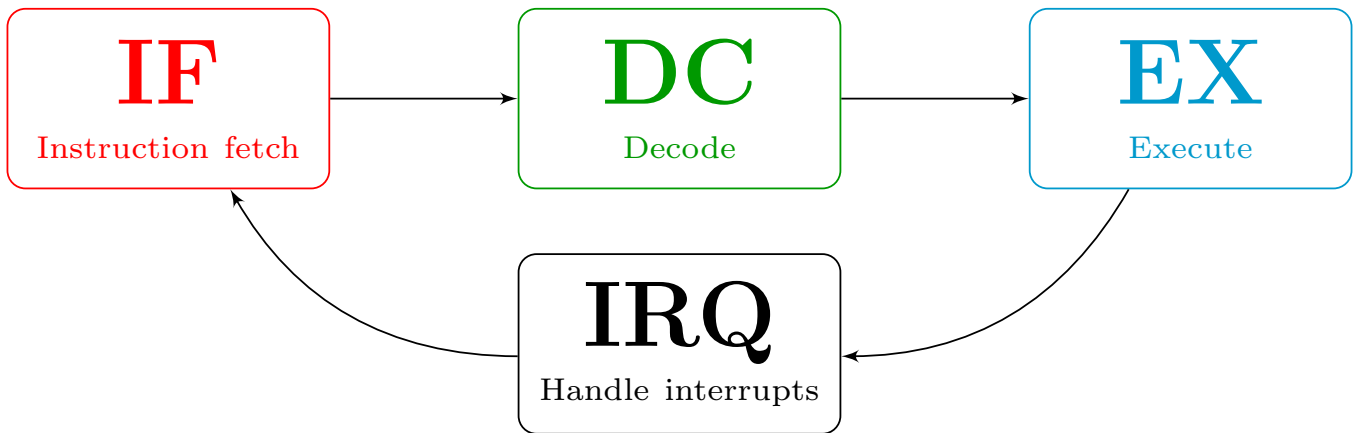 IF
Instruction fetch
DC
Decode
EX
Execute
IRQ
Handle interrupts